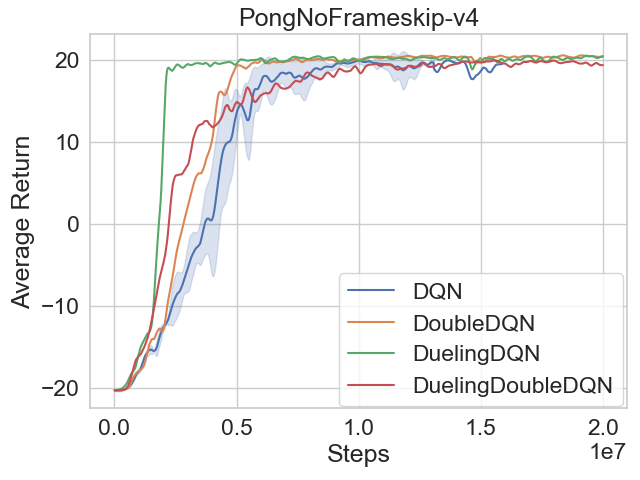 PongNoFrameskip-v4
Average Return
20
10
0
−10
−20
DQN
DoubleDQN
DuelingDQN
DuelingDoubleDQN
0.0 0.5 1.0 1.5 2.0
1e7
Steps